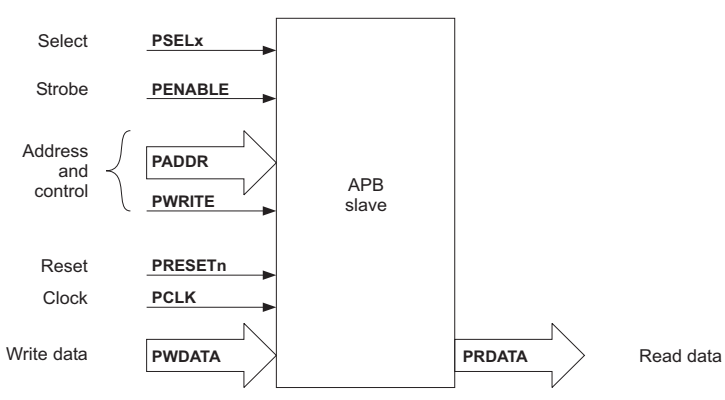 Select PSELx
Strobe PENABLE
Address
and
control
PADDR
PWRITE
APB
slave
Reset PRESETn
Clock PCLK
Write data PWDATA
PRDATA Read data